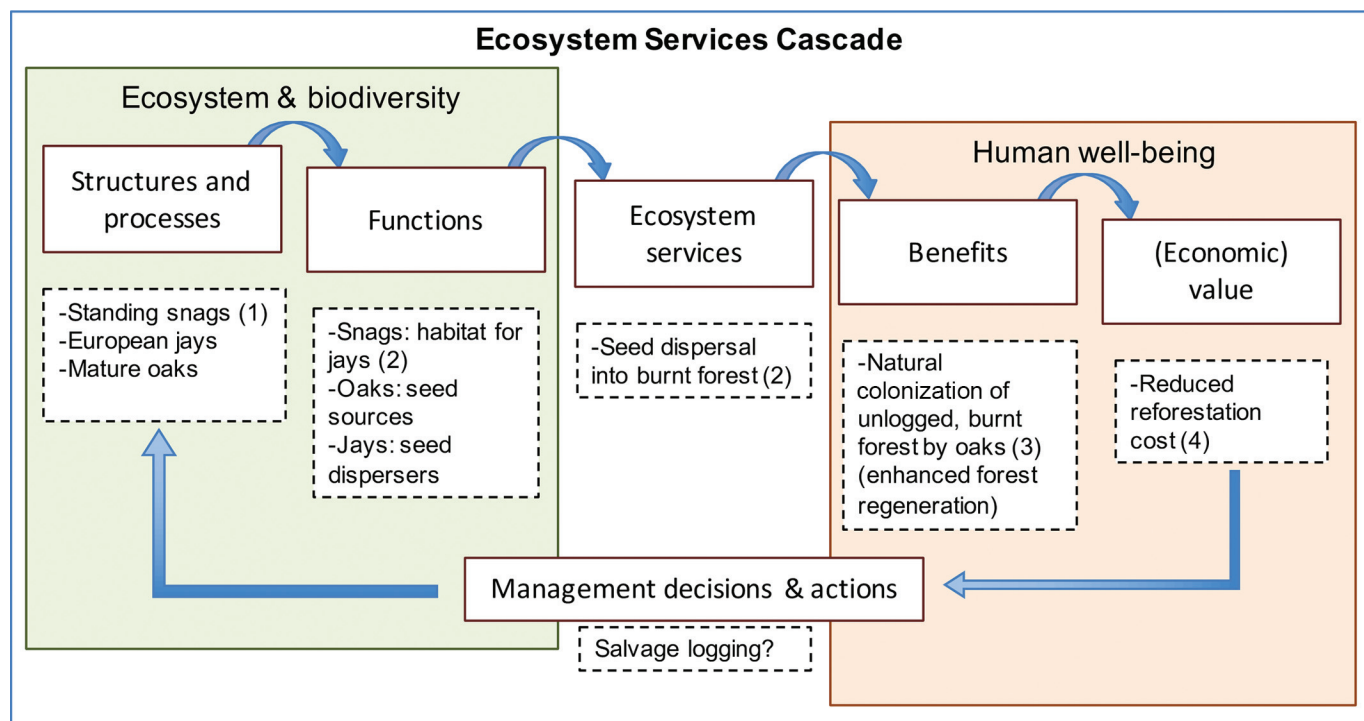 Ecosystem Services Cascade
Ecosystem & biodiversity
Structures and
processes
-Standing snags (1)
-European jays
-Mature oaks
Functions
-Snags: habitat for
jays (2)
-Oaks: seed
sources
-Jays: seed
dispersers
Ecosystem
services
-Seed dispersal
into burnt forest (2)
Human well-being
Benefits
-Natural
colonization of
unlogged, burnt
forest by oaks (3)
(enhanced forest
regeneration)
(Economic)
value
-Reduced
reforestation
cost (4)
Management decisions & actions
Salvage logging?